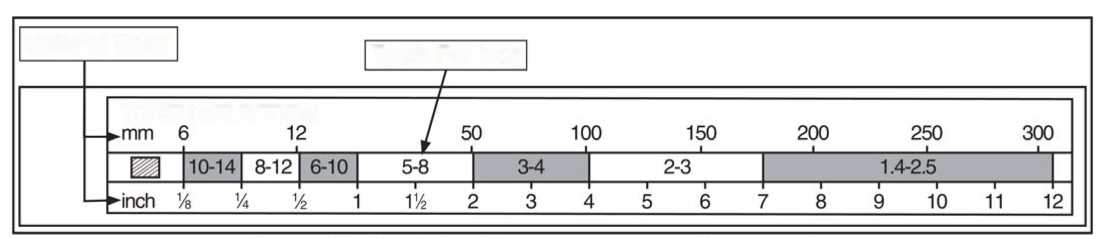 mm 6 12 50 100 150 200 250 300
10-14 8-12 6-10 5-8 3-4 2-3 1.4-2.5
inch ⅛ ¼ ½ 1 1½ 2 3 4 5 6 7 8 9 10 11 12